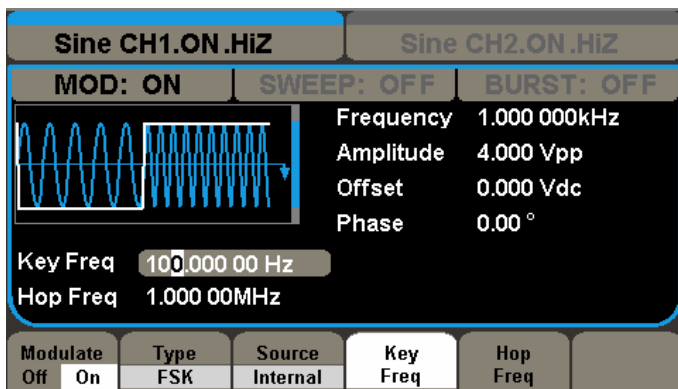 Sine CH1.ON.HiZ
Sine CH2.ON.HiZ
MOD: ON
SWEEP: OFF
BURST: OFF
Frequency 1.000 000kHz
Amplitude 4.000 Vpp
Offset 0.000 Vdc
Phase 0.00 °
Key Freq 100.000 00 Hz
Hop Freq 1.000 00MHz
Modulate
Off On
Type
FSK
Source
Internal
Key
Freq
Hop
Freq